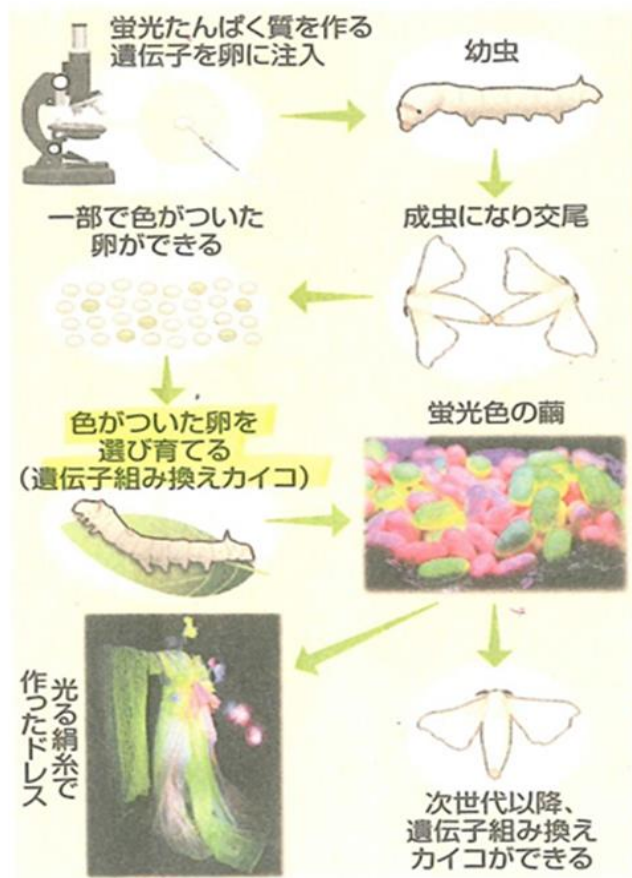 蛍光たんぱく質を作る
遺伝子を卵に注入
幼虫
成虫になり交尾
一部で色がついた
卵ができる
色がついた卵を
選び育てる
（遺伝子組み換えカイコ）
蛍光色の繭
光る絹糸で
作ったドレス
次世代以降、
遺伝子組み換え
カイコができる